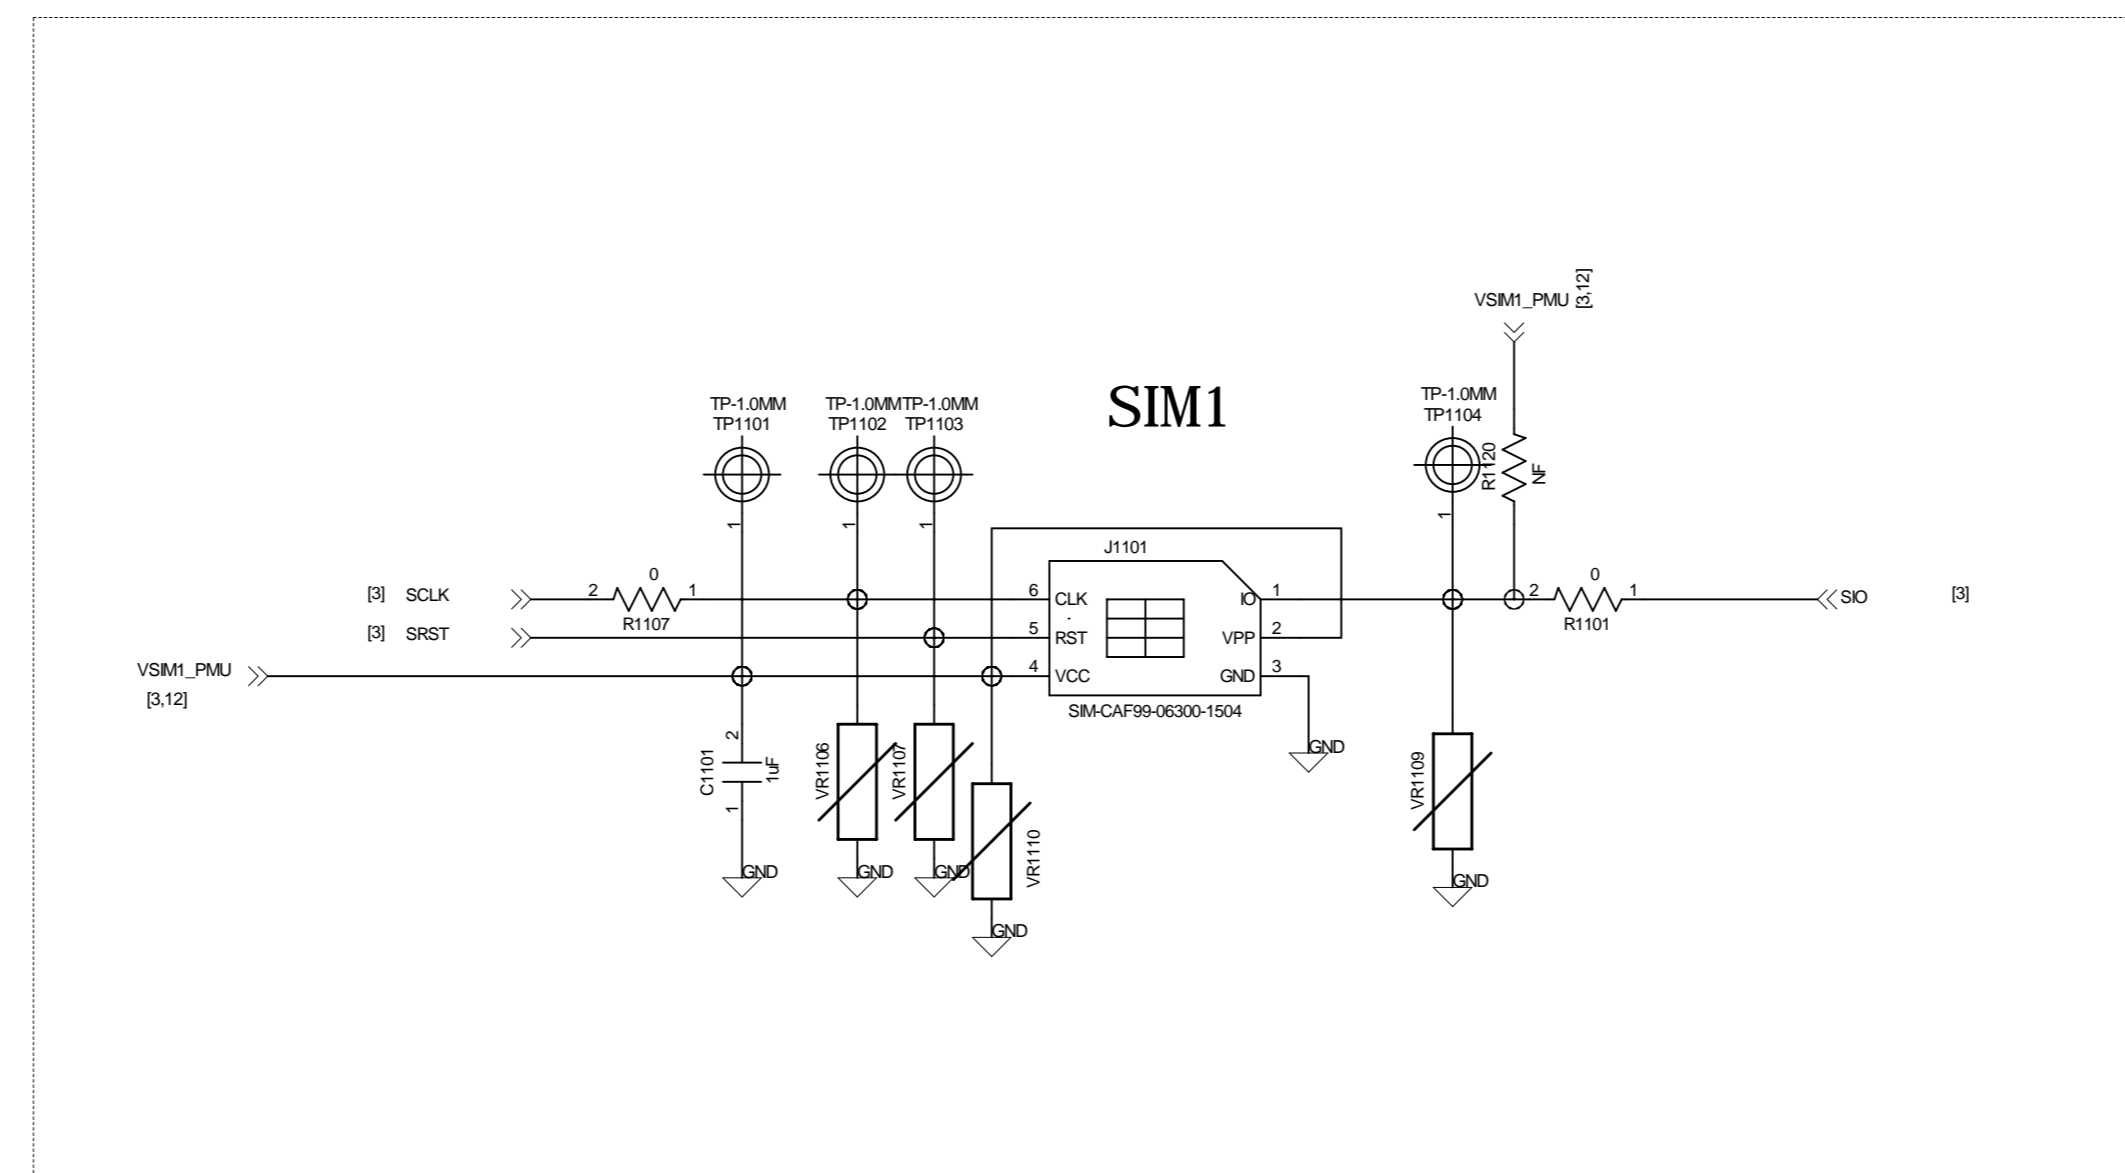 VSIM1_PMU [3,12]
SIM1
TP-1.0MM
TP1101
TP-1.0MM
TP1102
TP-1.0MM
TP1103
TP-1.0MM
TP1104
R1120
NF
1
1
1
1
J1101
[3] SCLK
2
0
1
R1107
6
CLK
IO
1
2
0
1
R1101
SIO
[3]
[3] SRST
5
RST
VPP
2
VSIM1_PMU
[3,12]
4
VCC
GND
3
SIM-CAF99-06300-1504
GND
C1101
2
1uF
1
VR1106
VR1107
VR1110
VR1109
GND
GND
GND
GND
GND